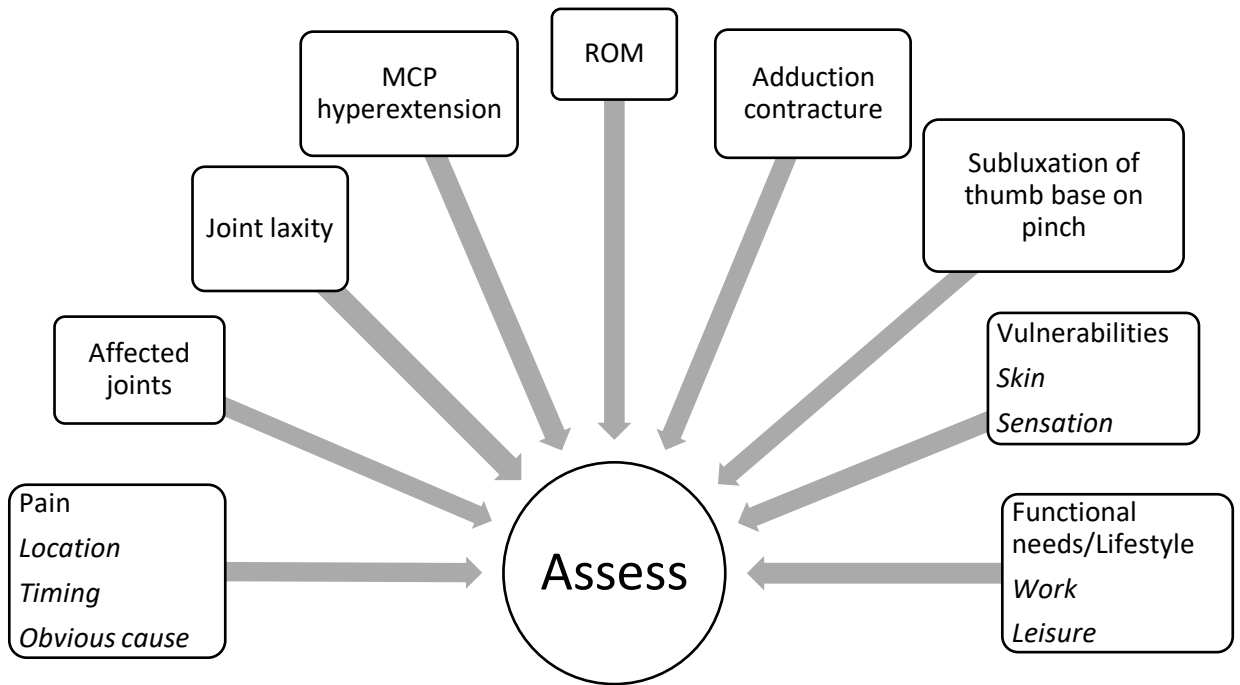 ROM
MCP
hyperextension
Adduction
contracture
Subluxation of
thumb base on
pinch
Joint laxity
Affected
joints
Vulnerabilities
Skin
Sensation
Pain
Location
Timing
Obvious cause
Assess
Functional
needs/Lifestyle
Work
Leisure